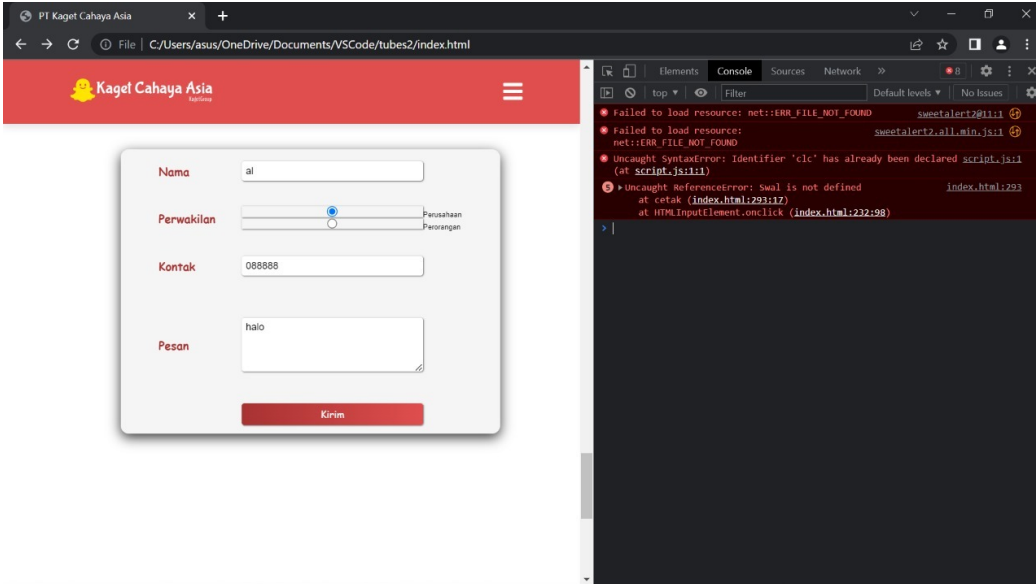 PT Kaget Cahaya Asia
File | C:/Users/asus/OneDrive/Documents/VSCode/tubes2/index.html
Kaget Cahaya Asia
Nama
al
Perwakilan
Perusahaan
Perorangan
Kontak
088888
Pesan
halo
Kirim
Elements Console Sources Network » 8
top Filter Default levels No Issues
Failed to load resource: net::ERR_FILE_NOT_FOUND sweetalert2@11:1
Failed to load resource: sweetalert2.all.min.js:1
net::ERR_FILE_NOT_FOUND
Uncaught SyntaxError: Identifier 'clc' has already been declared script.js:1
(at script.js:1:1)
5 Uncaught ReferenceError: Swal is not defined index.html:293
at cetak (index.html:293:17)
at HTMLInputElement.onclick (index.html:232:98)